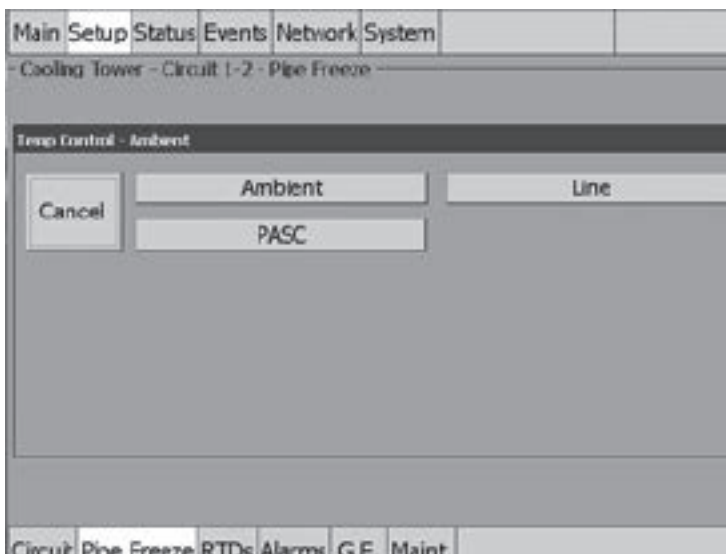 Main Setup Status Events Network System
Cooling Tower - Circuit 1-2 - Pipe Freeze
Temp Control - Ambient
Cancel
Ambient
Line
PASC
Circuit Pipe Freeze RTDs Alarms G.F. Maint